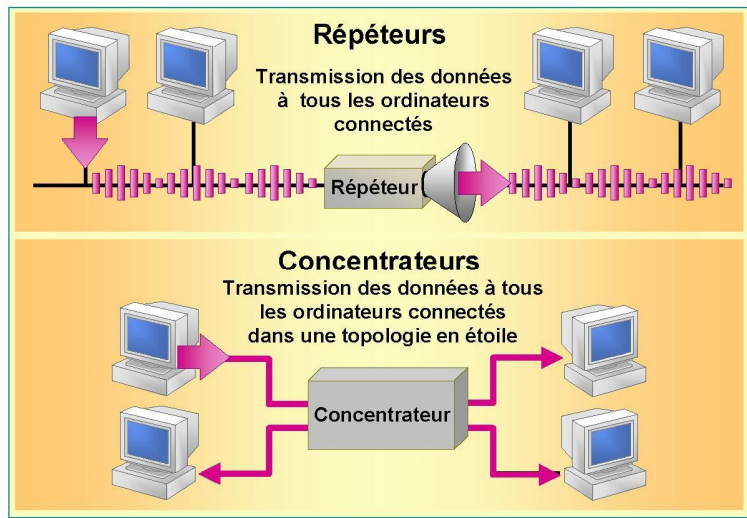 Répéteurs
Transmission des données
à tous les ordinateurs
connectés
Répéteur
Concentrateurs
Transmission des données à tous
les ordinateurs connectés
dans une topologie en étoile
Concentrateur